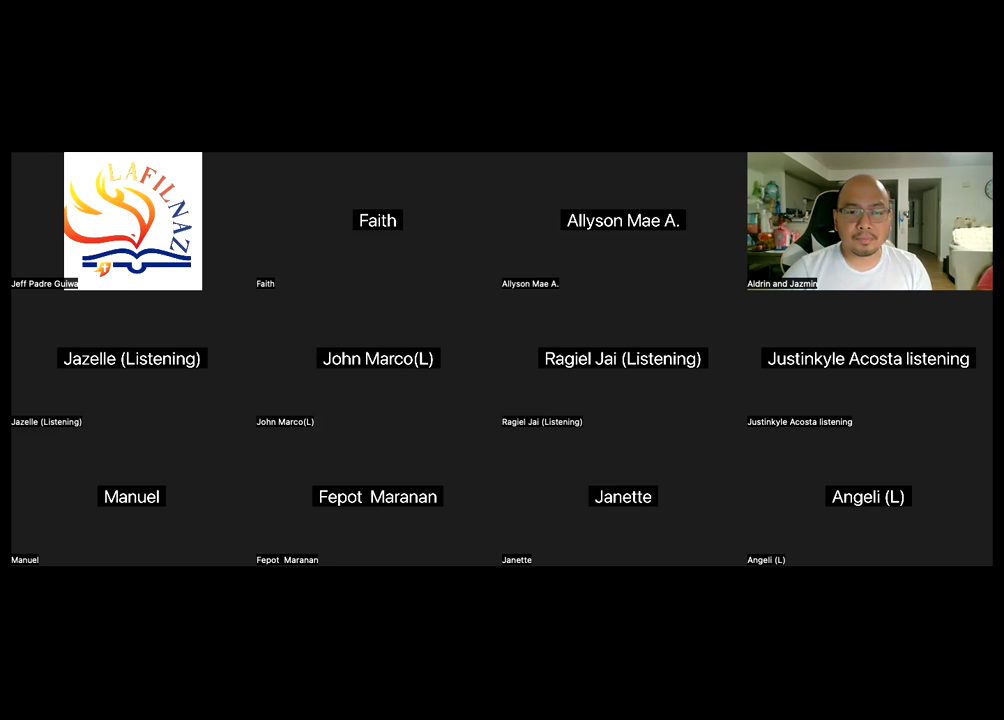 LAFILNAZ
Jeff Padre Guiwa
Faith
Faith
Allyson Mae A.
Allyson Mae A.
Aldrin and Jazmin
Jazelle (Listening)
Jazelle (Listening)
John Marco(L)
John Marco(L)
Ragiel Jai (Listening)
Ragiel Jai (Listening)
Justinkyle Acosta listening
Justinkyle Acosta listening
Manuel
Manuel
Fepot Maranan
Fepot Maranan
Janette
Janette
Angeli (L)
Angeli (L)